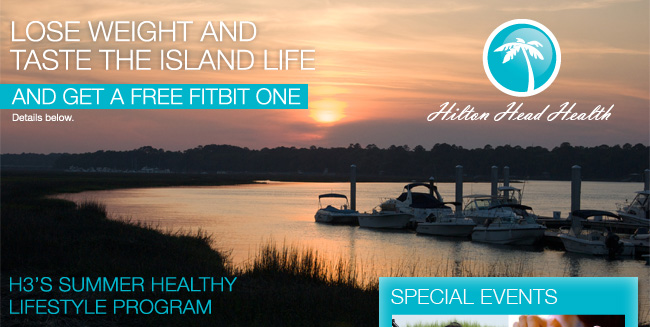 LOSE WEIGHT AND
TASTE THE ISLAND LIFE
AND GET A FREE FITBIT ONE
Details below.
Hilton Head Health
H3'S SUMMER HEALTHY
LIFESTYLE PROGRAM
SPECIAL EVENTS